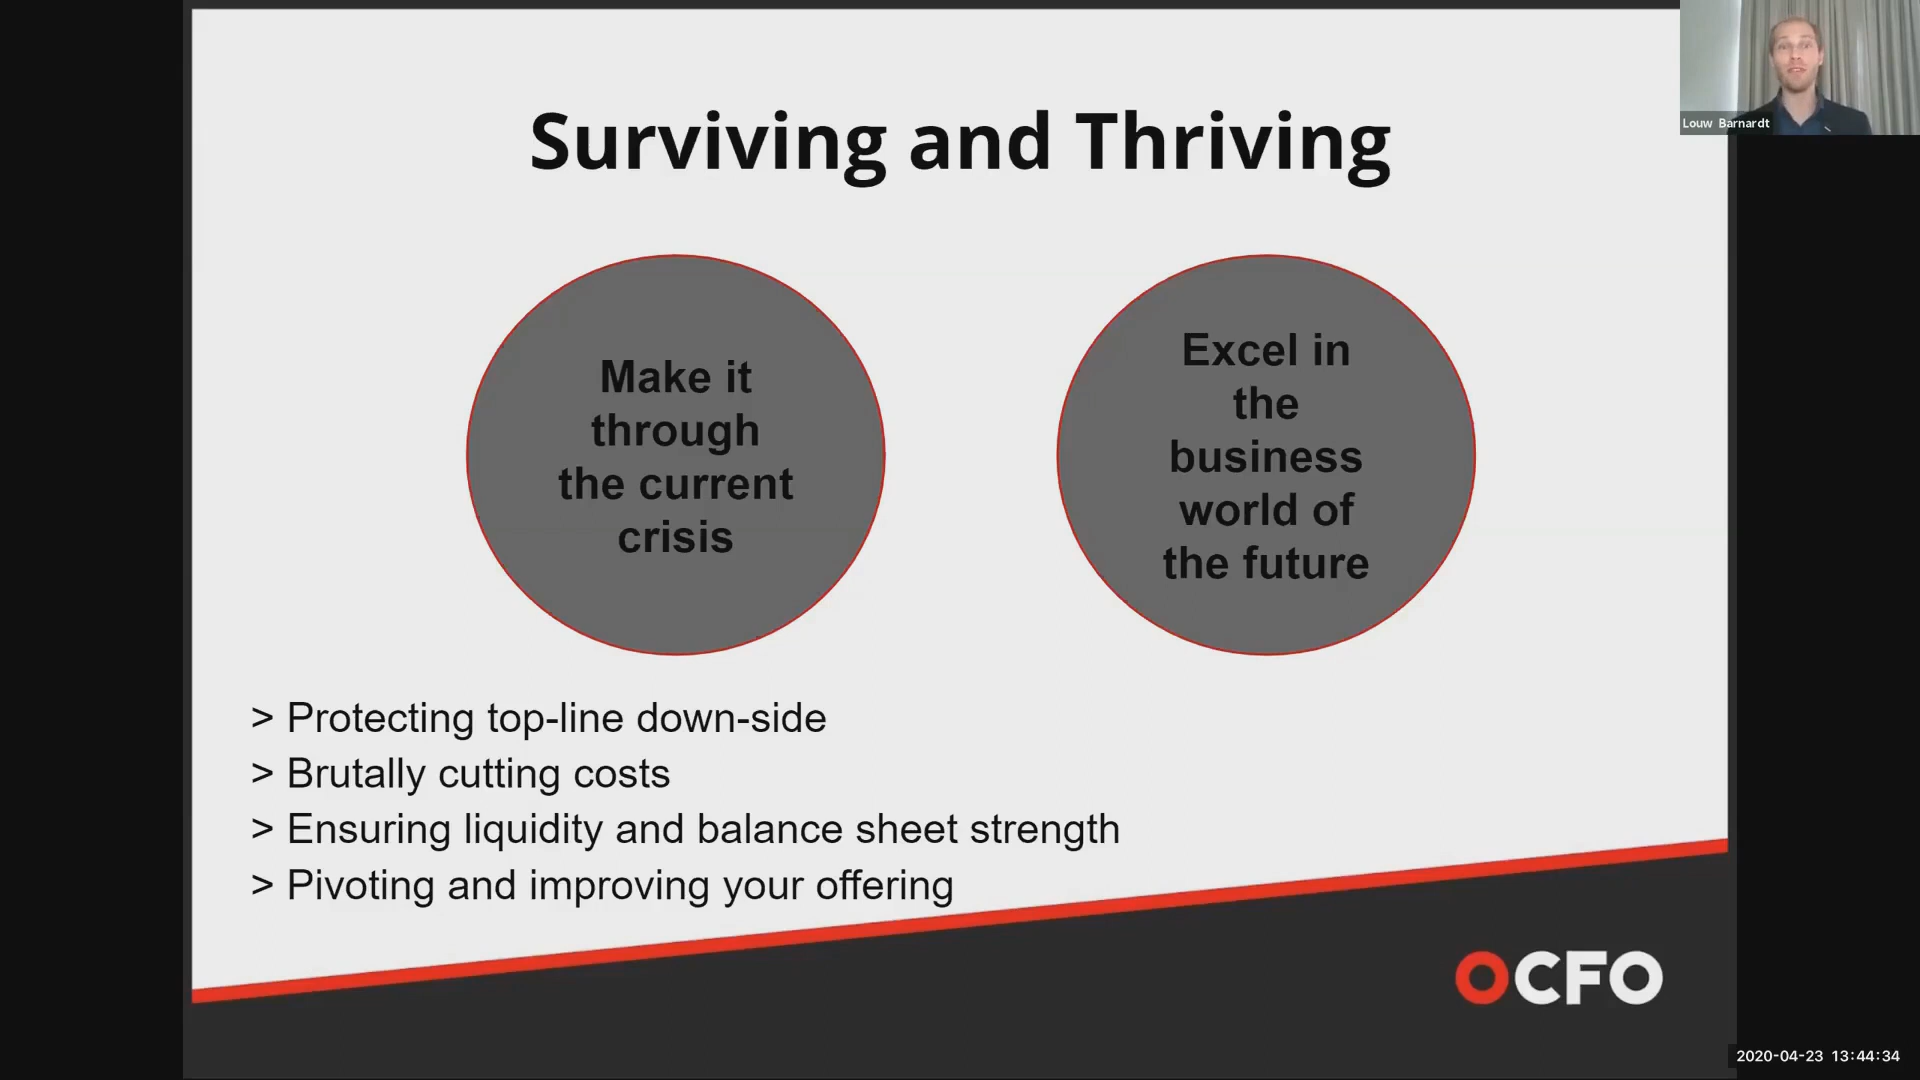 Surviving and Thriving
Louw Barnardt
Make it
through
the current
crisis
Excel in
the
business
world of
the future
> Protecting top-line down-side
> Brutally cutting costs
> Ensuring liquidity and balance sheet strength
> Pivoting and improving your offering
OCFO
2020-04-23 13:44:34